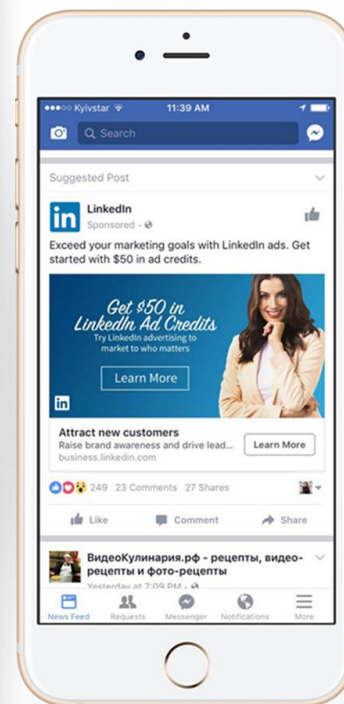 Kyivstar 11:39 AM
Search
Suggested Post
in LinkedIn
Sponsored
Exceed your marketing goals with LinkedIn ads. Get
started with $50 in ad credits.
Get $50 in
LinkedIn Ad Credits
Try LinkedIn advertising to
market to who matters
Learn More
in
Attract new customers
Raise brand awareness and drive lead...
business.linkedin.com
Learn More
249 23 Comments 27 Shares
Like Comment Share
ВидеоКулинария.рф - рецепты, видео-
рецепты и фото-рецепты
Yesterday at 7:09 PM
News Feed Requests Messenger Notifications More